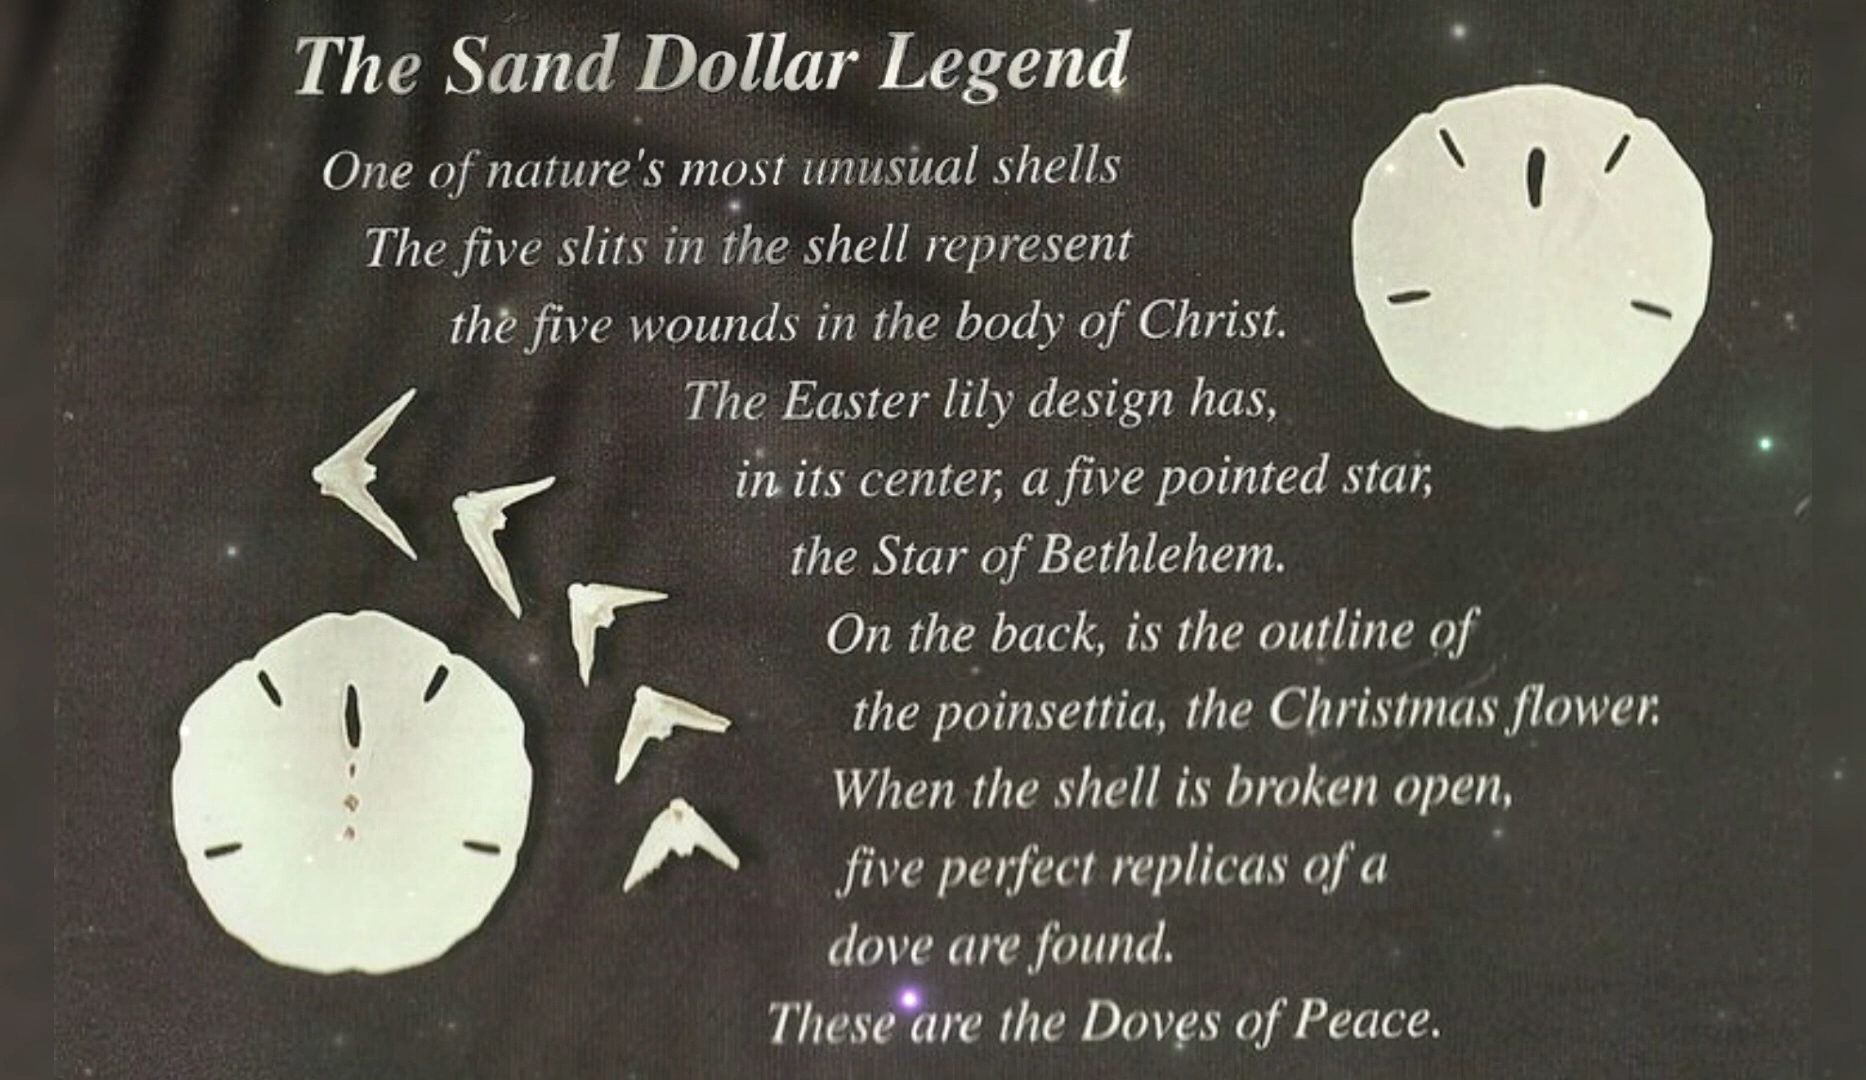 The Sand Dollar Legend
One of nature's most unusual shells
The five slits in the shell represent
the five wounds in the body of Christ.
The Easter lily design has,
in its center, a five pointed star,
the Star of Bethlehem.
On the back, is the outline of
the poinsettia, the Christmas flower.
When the shell is broken open,
five perfect replicas of a
dove are found.
These are the Doves of Peace.